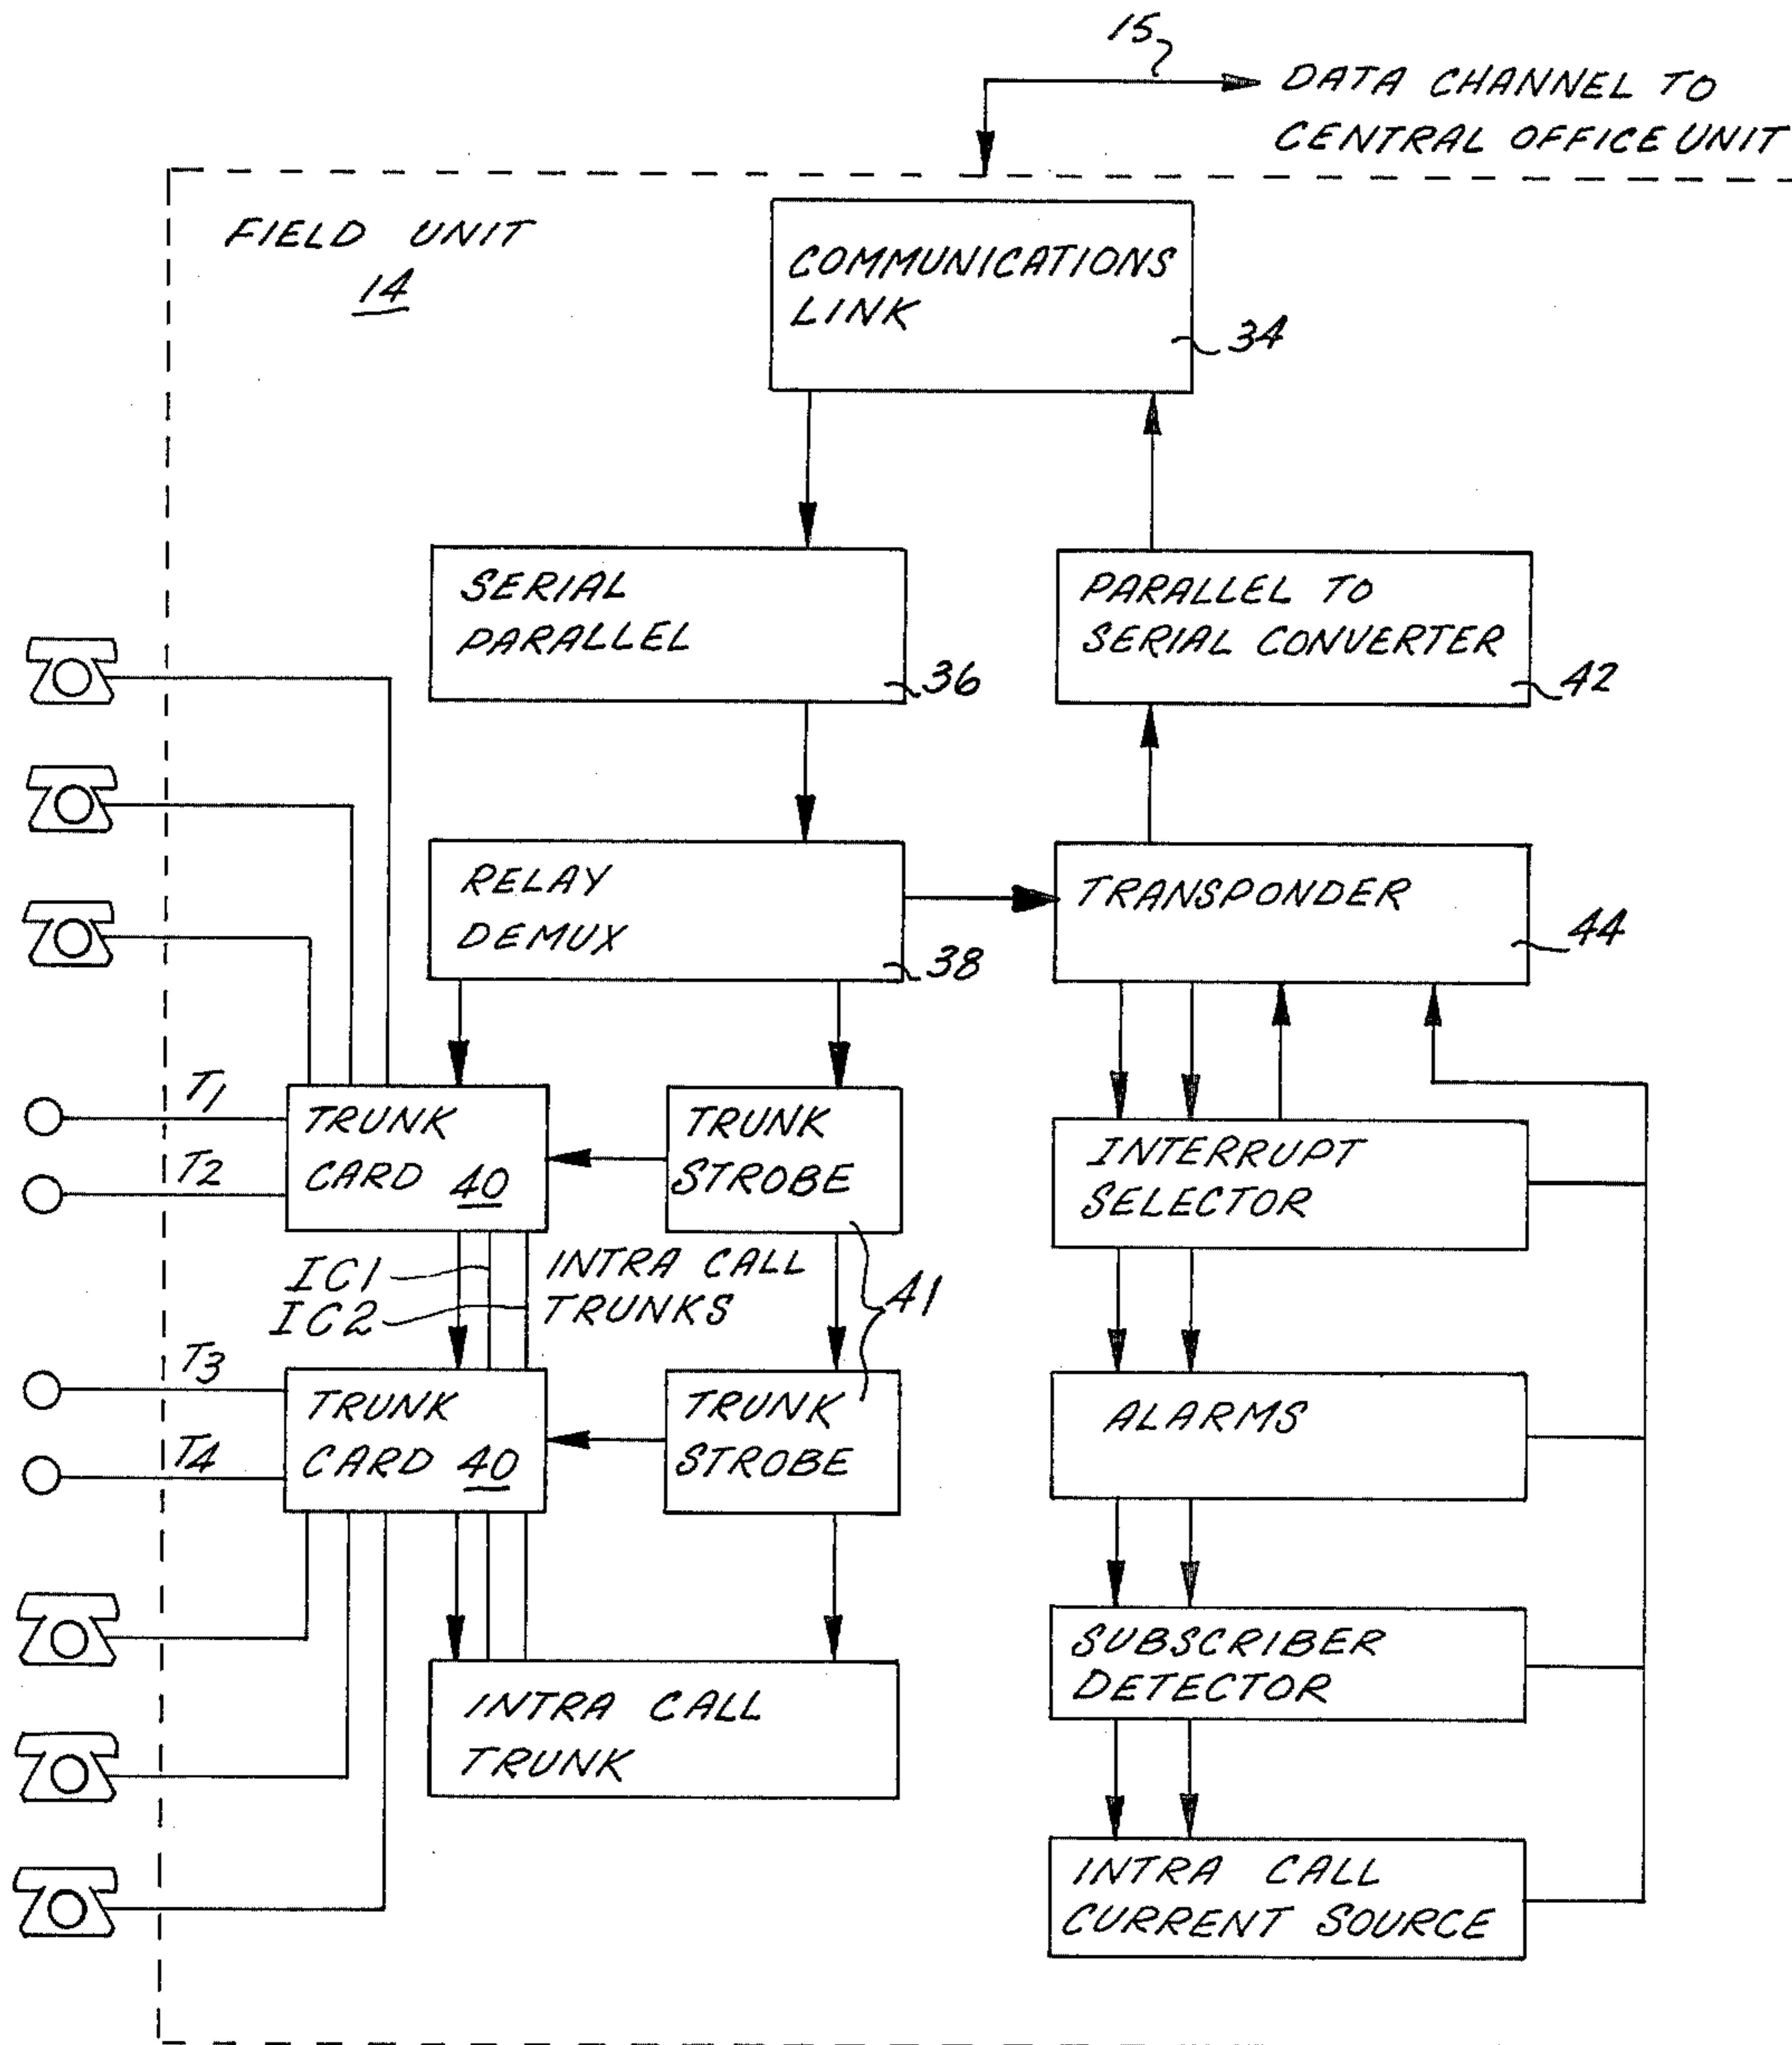 15
DATA CHANNEL TO
CENTRAL OFFICE UNIT
FIELD UNIT
14
COMMUNICATIONS
LINK
34
SERIAL
PARALLEL
36
PARALLEL TO
SERIAL CONVERTER
42
RELAY
DEMUX
38
TRANSPONDER
44
T1
T2
TRUNK
CARD 40
TRUNK
STROBE
INTERRUPT
SELECTOR
IC1
IC2
INTRA CALL
TRUNKS
41
T3
T4
TRUNK
CARD 40
TRUNK
STROBE
ALARMS
SUBSCRIBER
DETECTOR
INTRA CALL
TRUNK
INTRA CALL
CURRENT SOURCE